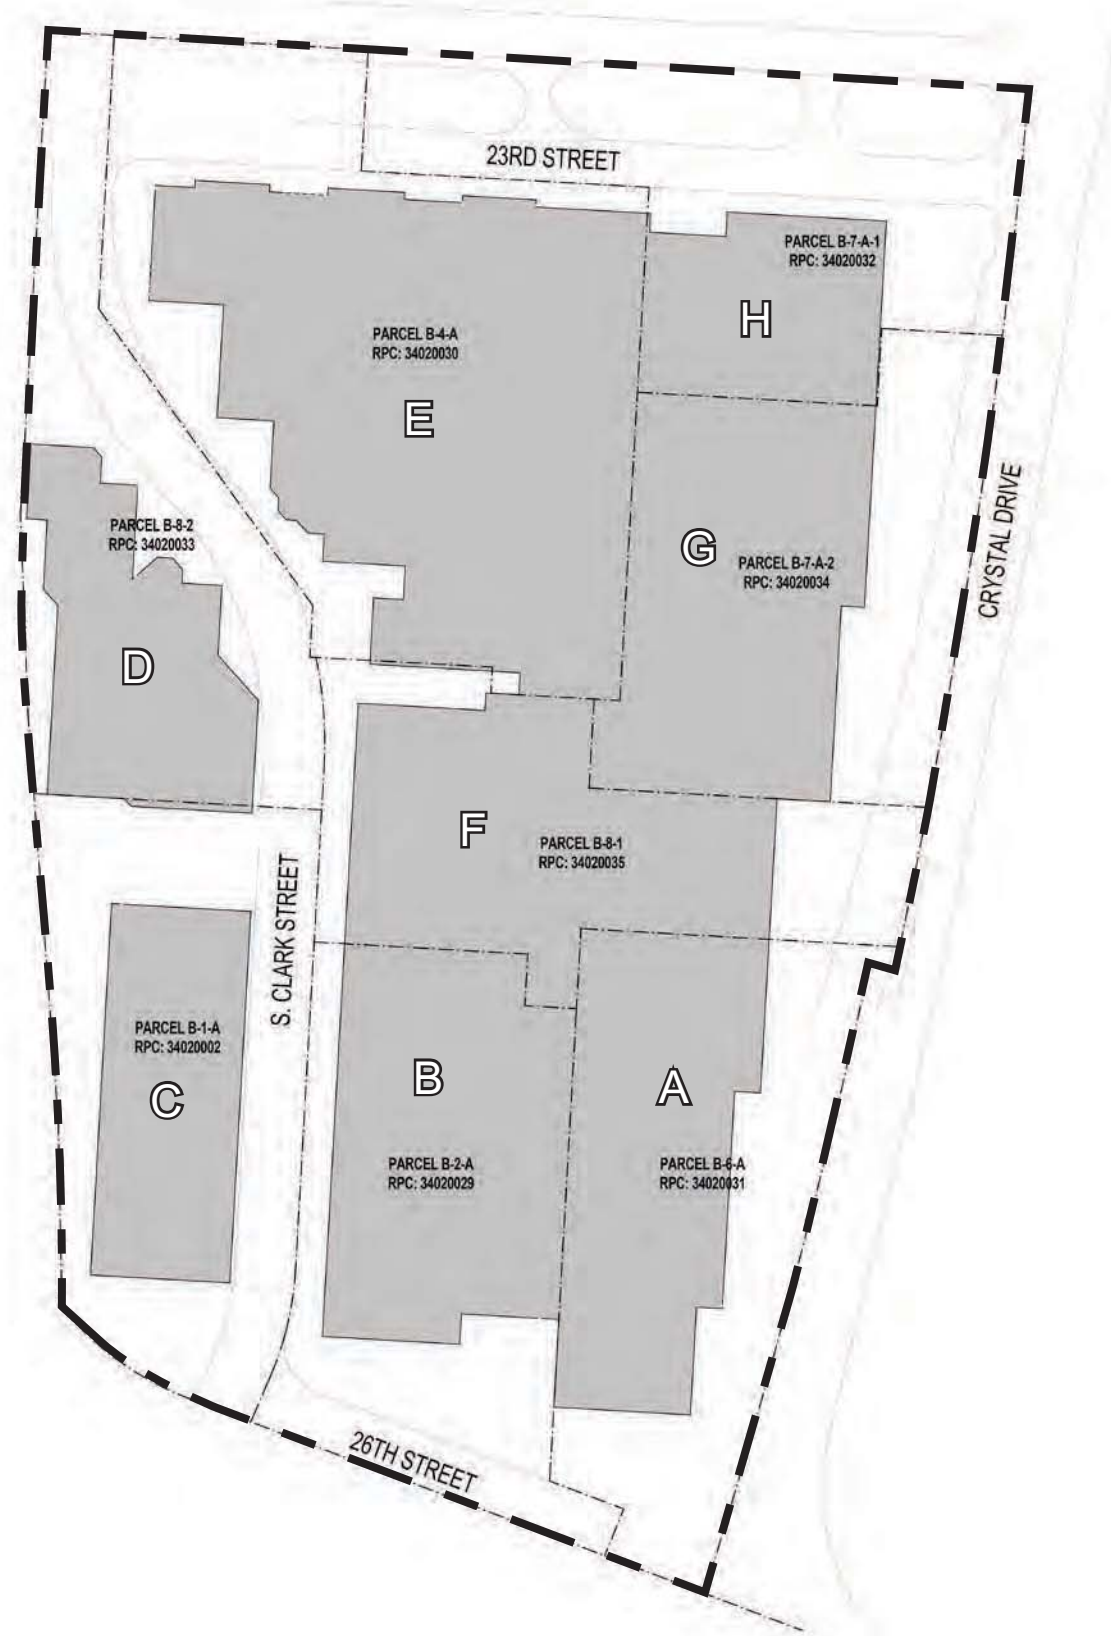 23RD STREET
PARCEL B-7-A-1
RPC: 34020032
H
PARCEL B-4-A
RPC: 34020030
E
CRYSTAL DRIVE
PARCEL B-8-2
RPC: 34020033
G
PARCEL B-7-A-2
RPC: 34020034
D
F
PARCEL B-8-1
RPC: 34020035
S. CLARK STREET
PARCEL B-1-A
RPC: 34020002
C
B
A
PARCEL B-2-A
RPC: 34020029
PARCEL B-6-A
RPC: 34020031
26TH STREET